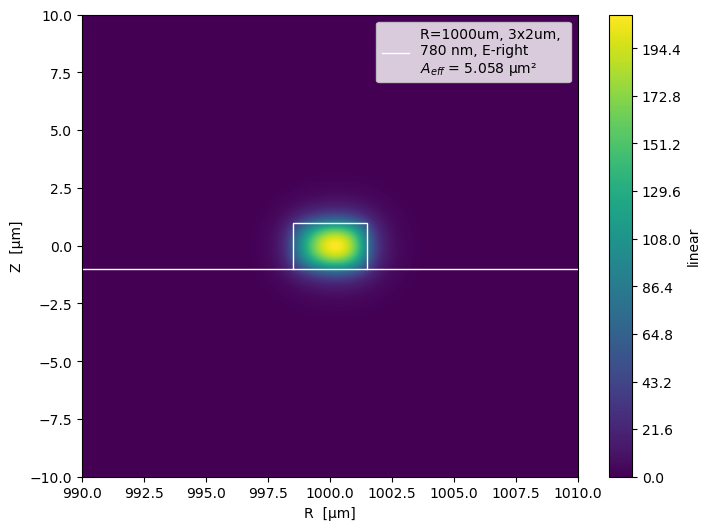 R=1000um, 3x2um,
780 nm, E-right
A_eff = 5.058 µm²
10.0
7.5
5.0
2.5
0.0
−2.5
−5.0
−7.5
−10.0
Z [µm]
990.0 992.5 995.0 997.5 1000.0 1002.5 1005.0 1007.5 1010.0
R [µm]
194.4
172.8
151.2
129.6
108.0
86.4
64.8
43.2
21.6
0.0
linear